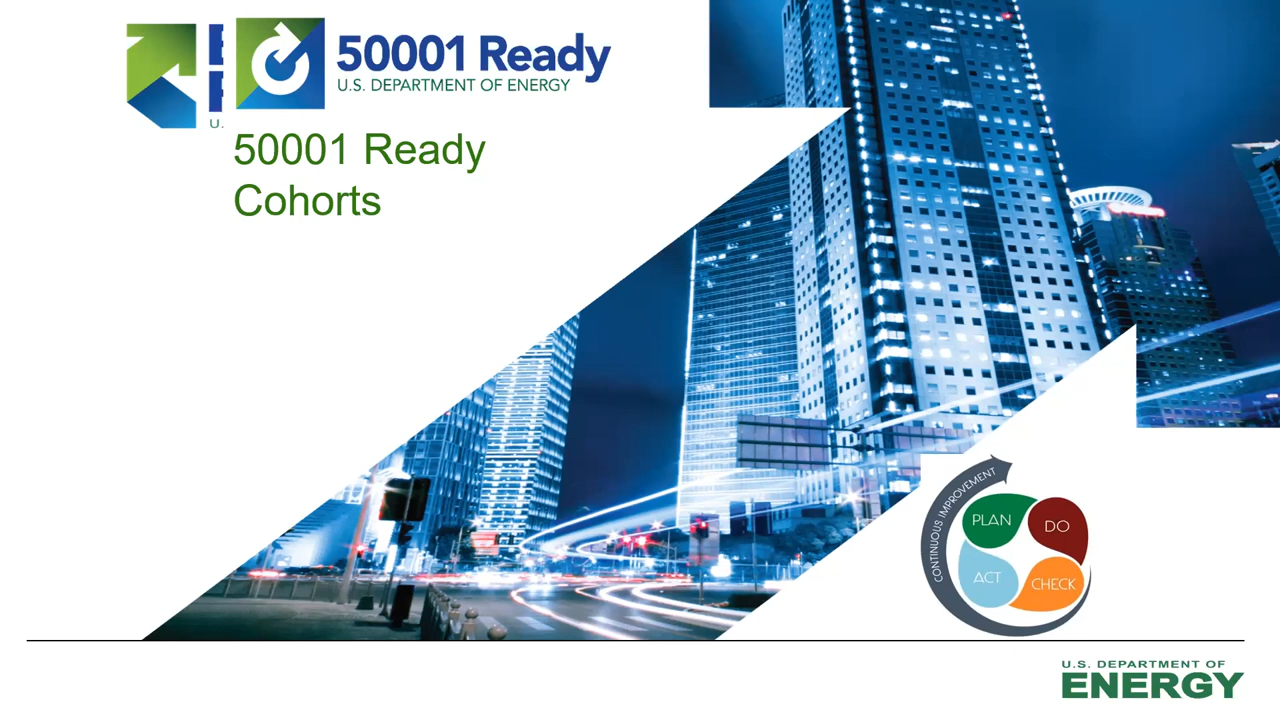 50001 Ready
U.S. DEPARTMENT OF ENERGY
U.
50001 Ready
Cohorts
CONTINUOUS IMPROVEMENT
PLAN
DO
ACT
CHECK
U.S. DEPARTMENT OF
ENERGY